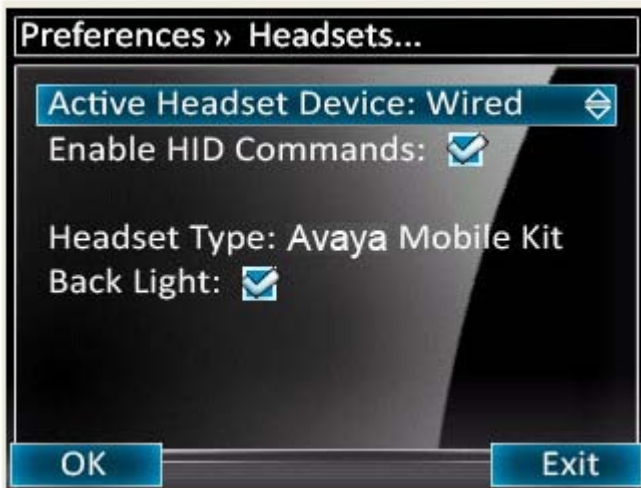 Preferences » Headsets...
Active Headset Device: Wired
Enable HID Commands:
Headset Type: Avaya Mobile Kit
Back Light:
OK
Exit